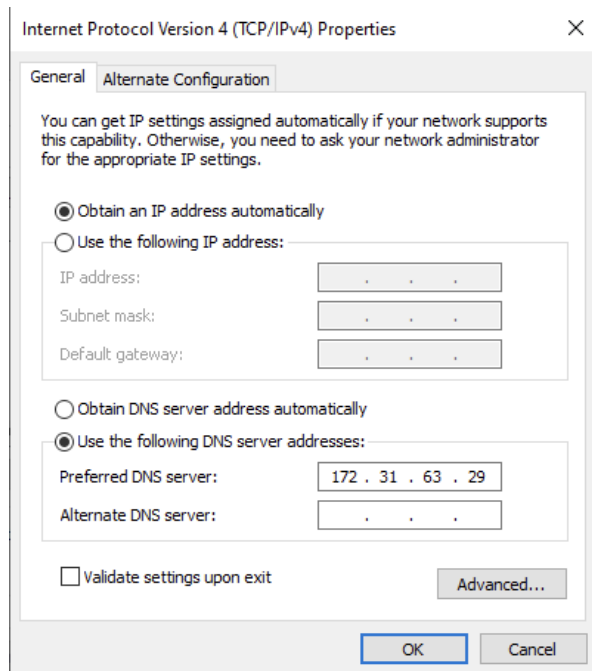 Internet Protocol Version 4 (TCP/IPv4) Properties
General
Alternate Configuration
You can get IP settings assigned automatically if your network supports
this capability. Otherwise, you need to ask your network administrator
for the appropriate IP settings.
Obtain an IP address automatically
Use the following IP address:
IP address: . . .
Subnet mask: . . .
Default gateway: . . .
Obtain DNS server address automatically
Use the following DNS server addresses:
Preferred DNS server: 172 . 31 . 63 . 29
Alternate DNS server: . . .
Validate settings upon exit
Advanced...
OK Cancel